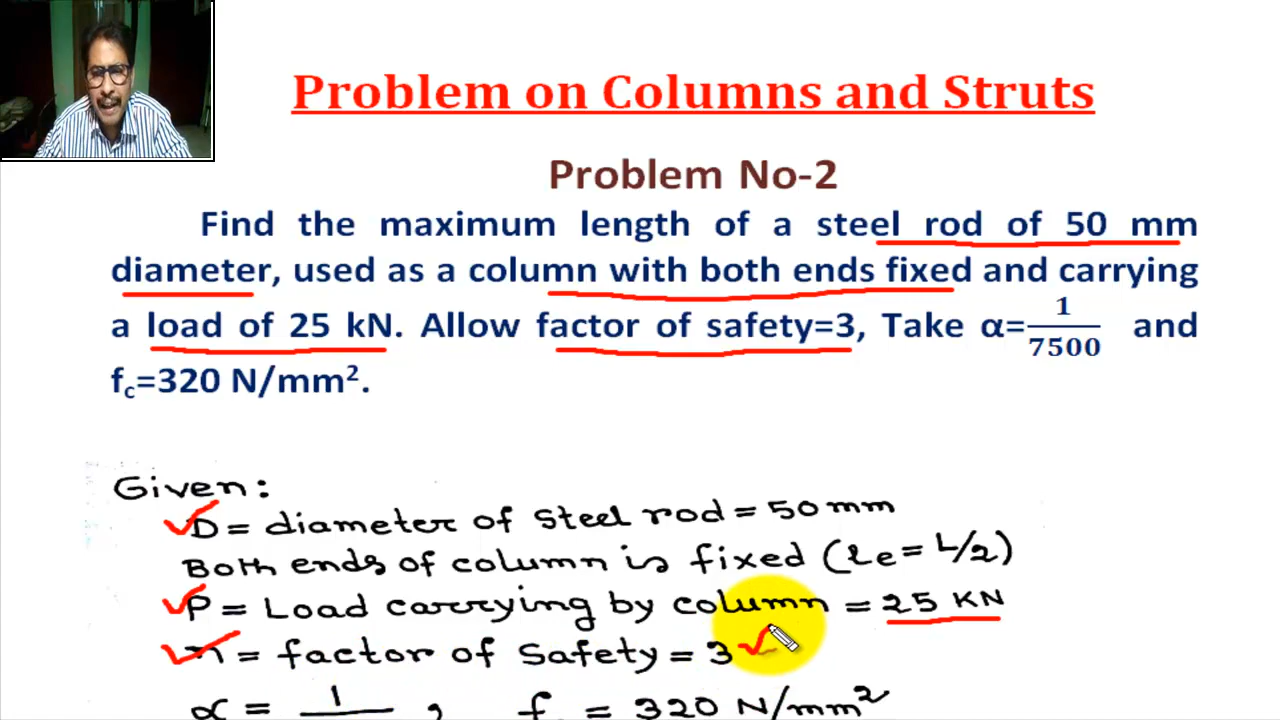 Problem on Columns and Struts
Problem No-2
Find the maximum length of a steel rod of 50 mm
diameter, used as a column with both ends fixed and carrying
a load of 25 kN. Allow factor of safety=3, Take α=1/7500 and
fc=320 N/mm².
Given:
D = diameter of steel rod = 50 mm
Both ends of column is fixed (le = L/2)
P = Load carrying by column = 25 KN
n = factor of safety = 3
α = 1 , f = 320 N/mm²